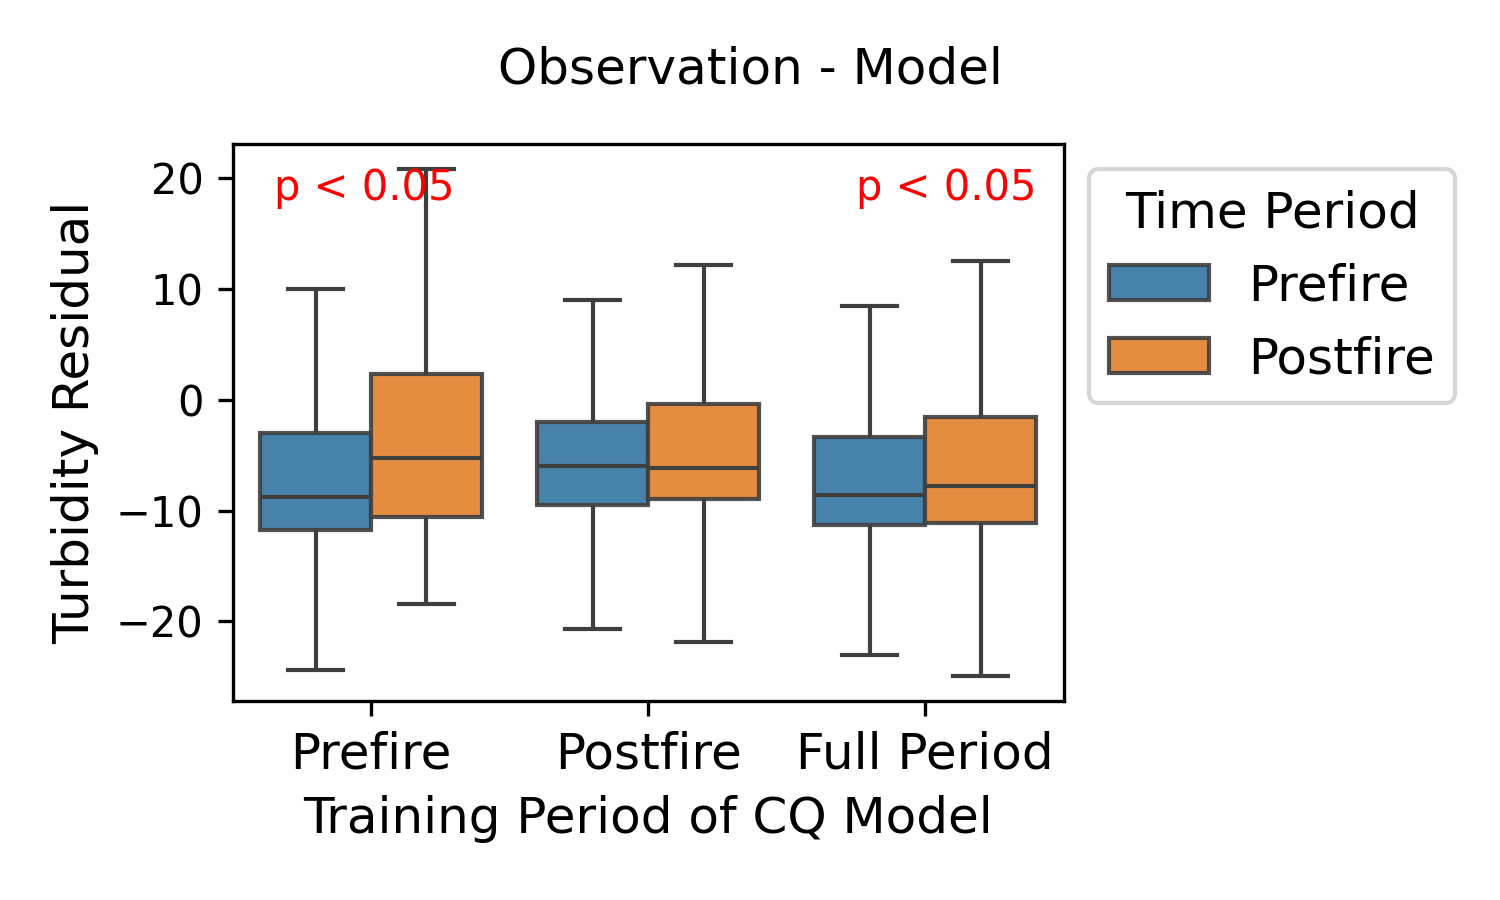 Observation - Model
Turbidity Residual
20
10
0
−10
−20
p < 0.05
p < 0.05
Time Period
Prefire
Postfire
Prefire
Postfire
Full Period
Training Period of CQ Model